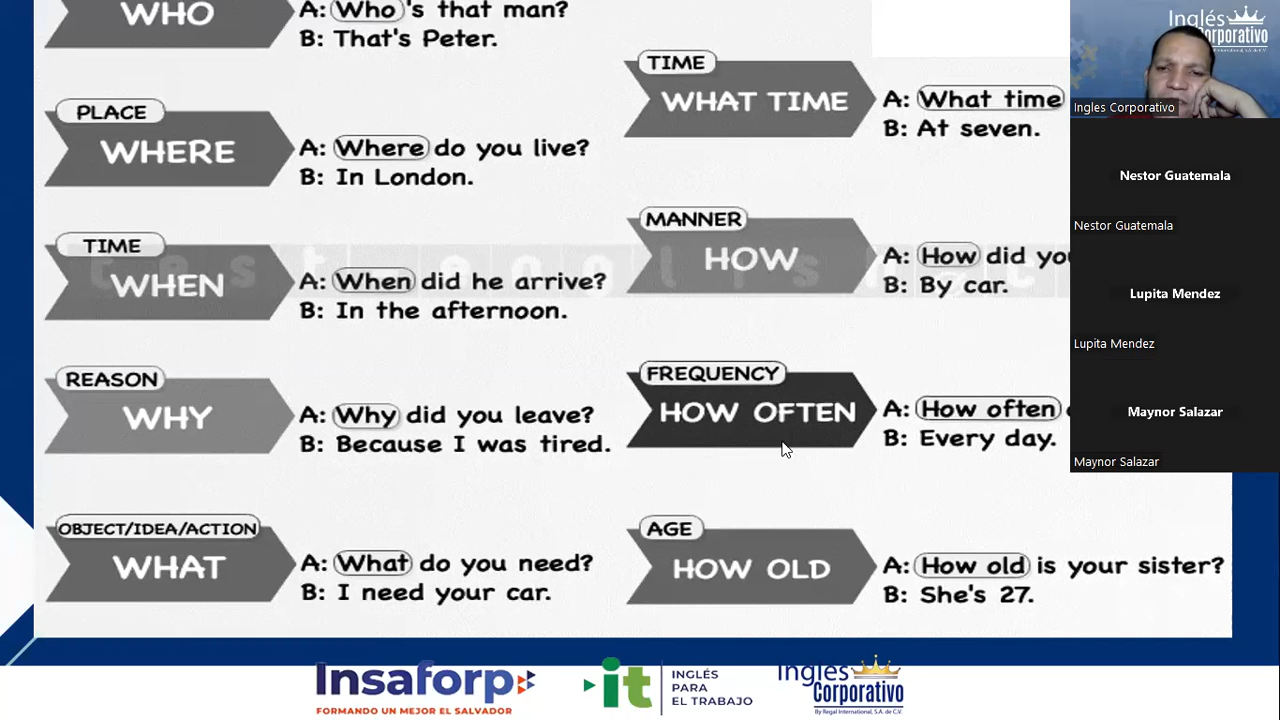 WHO
A: Who's that man?
B: That's Peter.
PLACE
WHERE
A: Where do you live?
B: In London.
TIME
WHEN
A: When did he arrive?
B: In the afternoon.
REASON
WHY
A: Why did you leave?
B: Because I was tired.
OBJECT/IDEA/ACTION
WHAT
A: What do you need?
B: I need your car.
TIME
WHAT TIME
A: What time
B: At seven.
MANNER
HOW
A: How did you
B: By car.
FREQUENCY
HOW OFTEN
A: How often
B: Every day.
AGE
HOW OLD
A: How old is your sister?
B: She's 27.
Inglés
Corporativo
Ingles Corporativo
Nestor Guatemala
Nestor Guatemala
Lupita Mendez
Lupita Mendez
Maynor Salazar
Maynor Salazar
Insaforp
FORMANDO UN MEJOR EL SALVADOR
it
INGLÉS
PARA
EL TRABAJO
Inglés
Corporativo
By Regal International, S.A. de C.V.